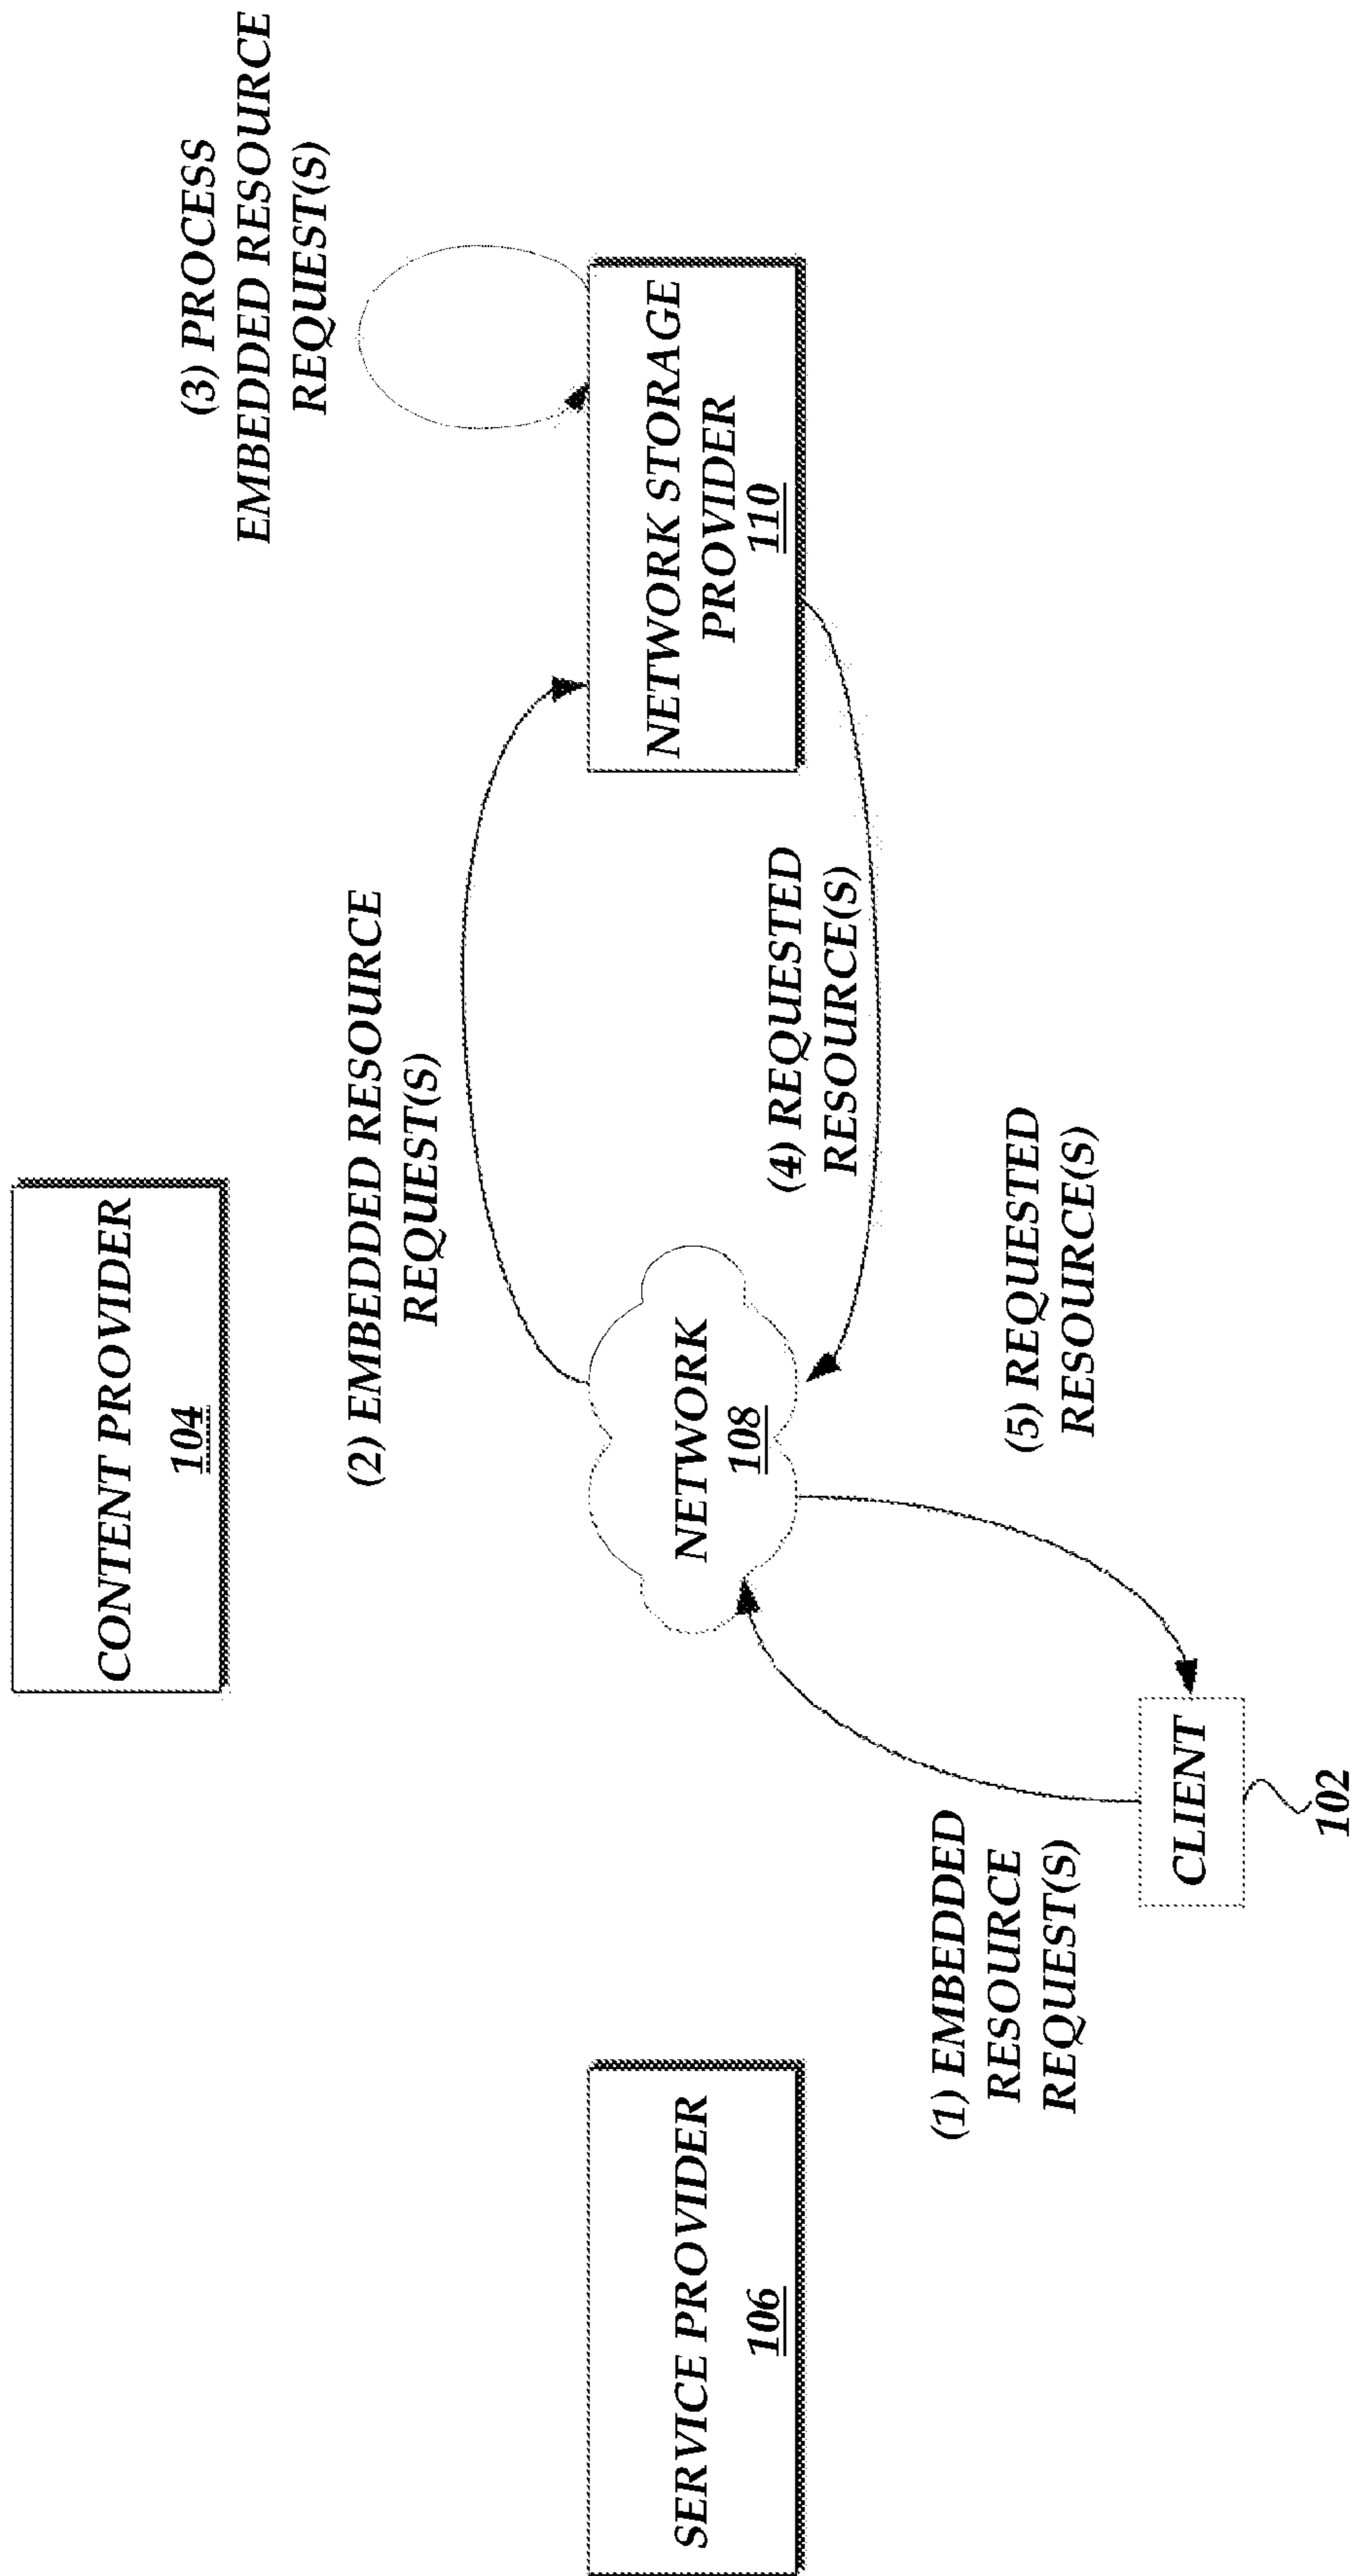 CONTENT PROVIDER
104
(3) PROCESS
EMBEDDED RESOURCE
REQUEST(S)
(2) EMBEDDED RESOURCE
REQUEST(S)
SERVICE PROVIDER
106
NETWORK
108
NETWORK STORAGE
PROVIDER
110
(4) REQUESTED
RESOURCE(S)
(1) EMBEDDED
RESOURCE
REQUEST(S)
(5) REQUESTED
RESOURCE(S)
CLIENT
102